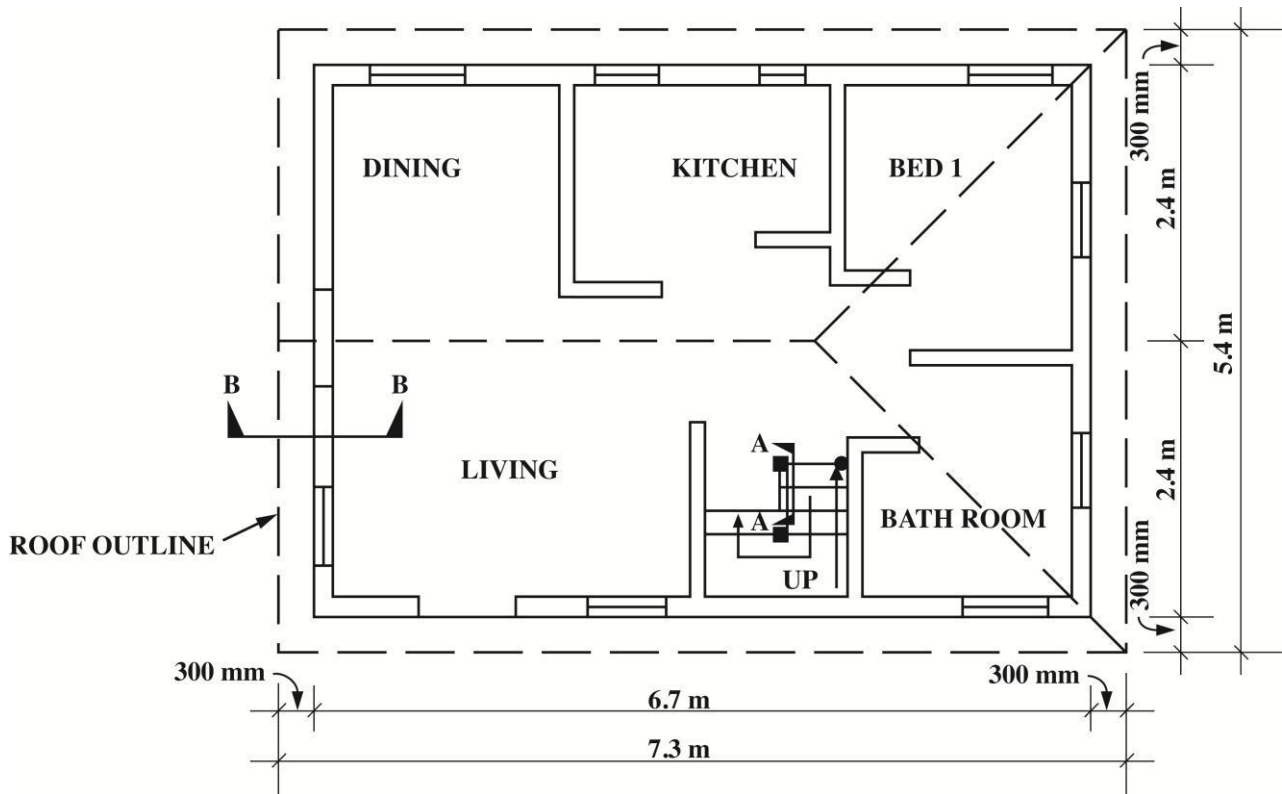 300 mm
DINING
KITCHEN
BED 1
2.4 m
5.4 m
B
B
LIVING
A
A
2.4 m
BATH ROOM
ROOF OUTLINE
UP
300 mm
300 mm
6.7 m
300 mm
7.3 m